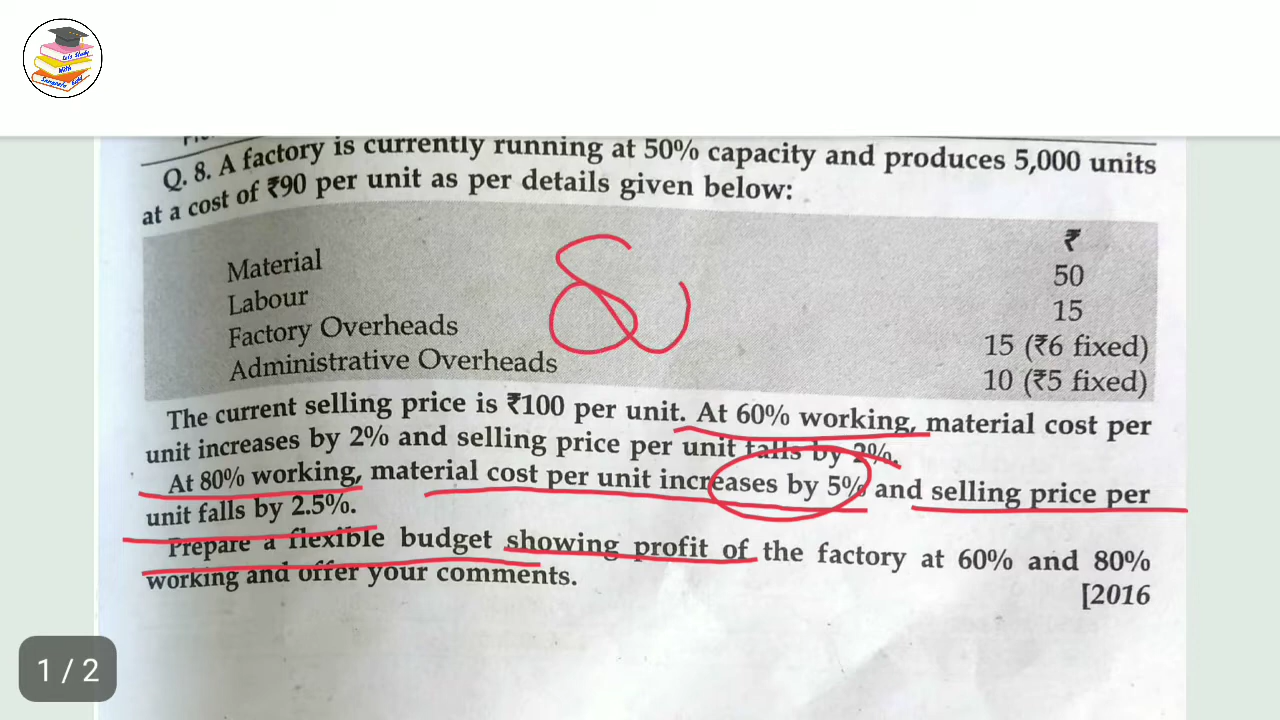 Let's Study
With
Q. 8. A factory is currently running at 50% capacity and produces 5,000 units
at a cost of ₹90 per unit as per details given below:
₹
Material 50
Labour 15
Factory Overheads 15 (₹6 fixed)
Administrative Overheads 10 (₹5 fixed)
The current selling price is ₹100 per unit. At 60% working, material cost per
unit increases by 2% and selling price per unit falls by 2%.
At 80% working, material cost per unit increases by 5% and selling price per
unit falls by 2.5%.
Prepare a flexible budget showing profit of the factory at 60% and 80%
working and offer your comments.
[2016
1 / 2